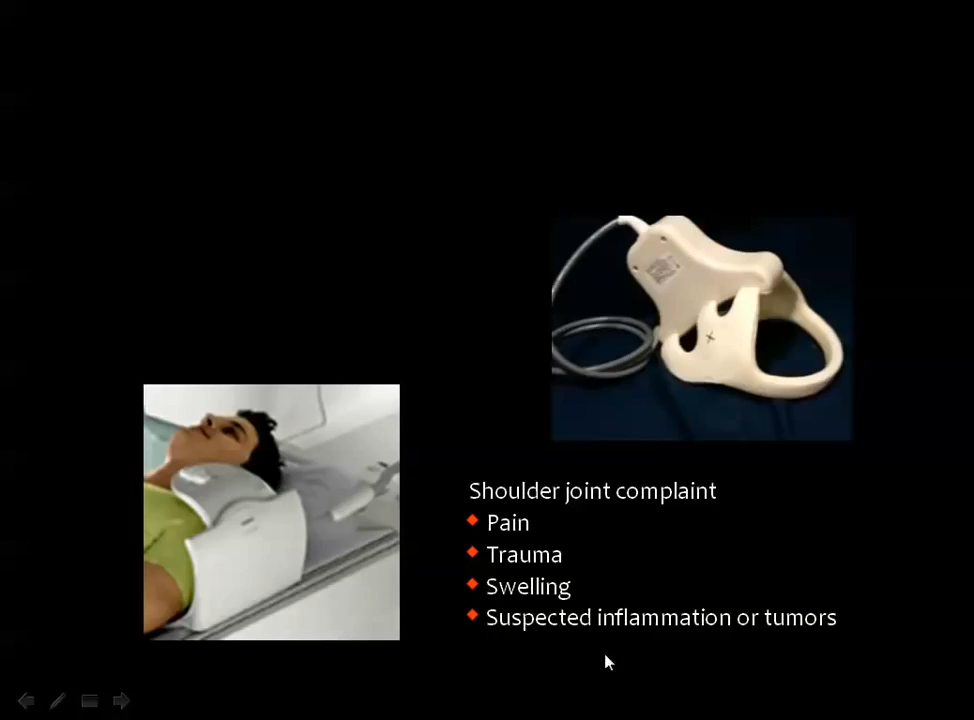 Shoulder joint complaint
Pain
Trauma
Swelling
Suspected inflammation or tumors